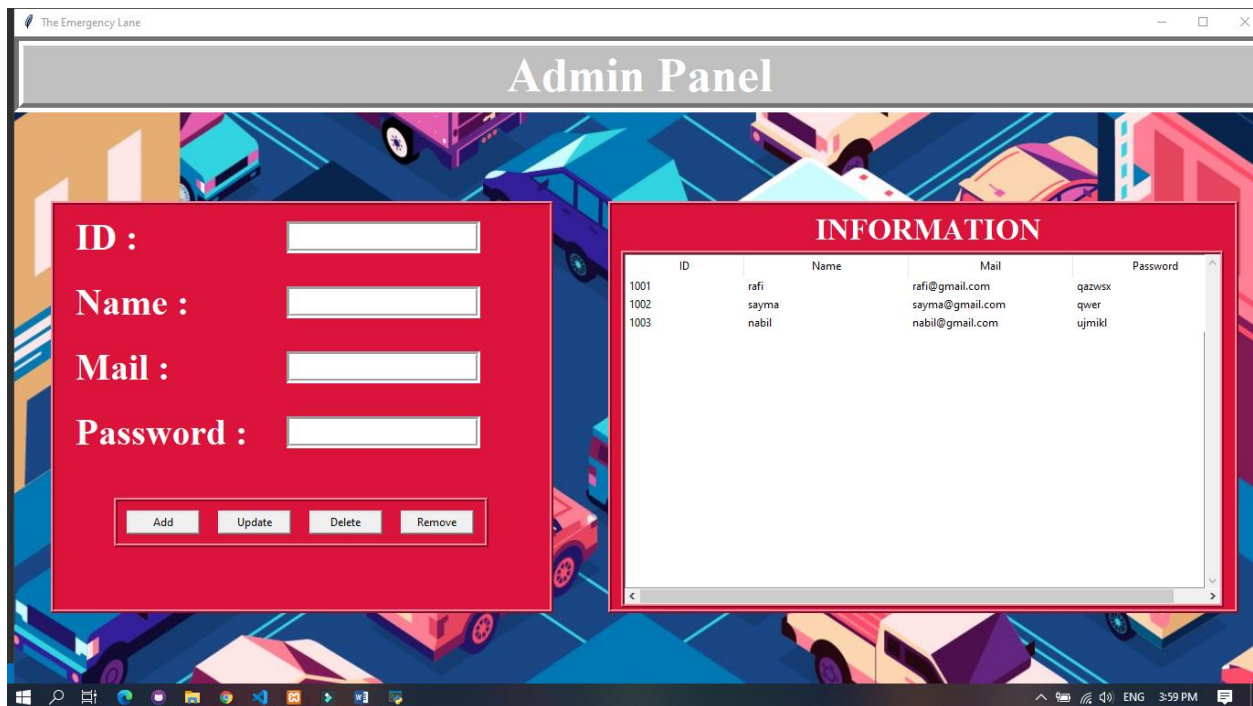 The Emergency Lane
Admin Panel
ID :
Name :
Mail :
Password :
Add Update Delete Remove
INFORMATION
ID Name Mail Password
1001 rafi rafi@gmail.com qazwsx
1002 sayma sayma@gmail.com qwer
1003 nabil nabil@gmail.com ujmikl
ENG 3:59 PM